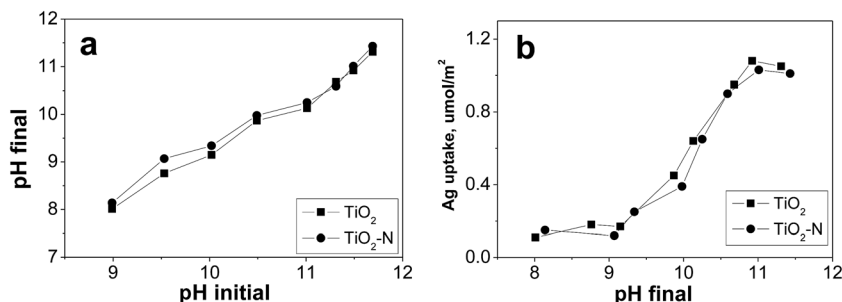 a
12
11
10
9
8
7
pH final
TiO2
TiO2-N
9 10 11 12
pH initial
b
1.2
0.8
0.4
0.0
Ag uptake, umol/m²
TiO2
TiO2-N
8 9 10 11 12
pH final